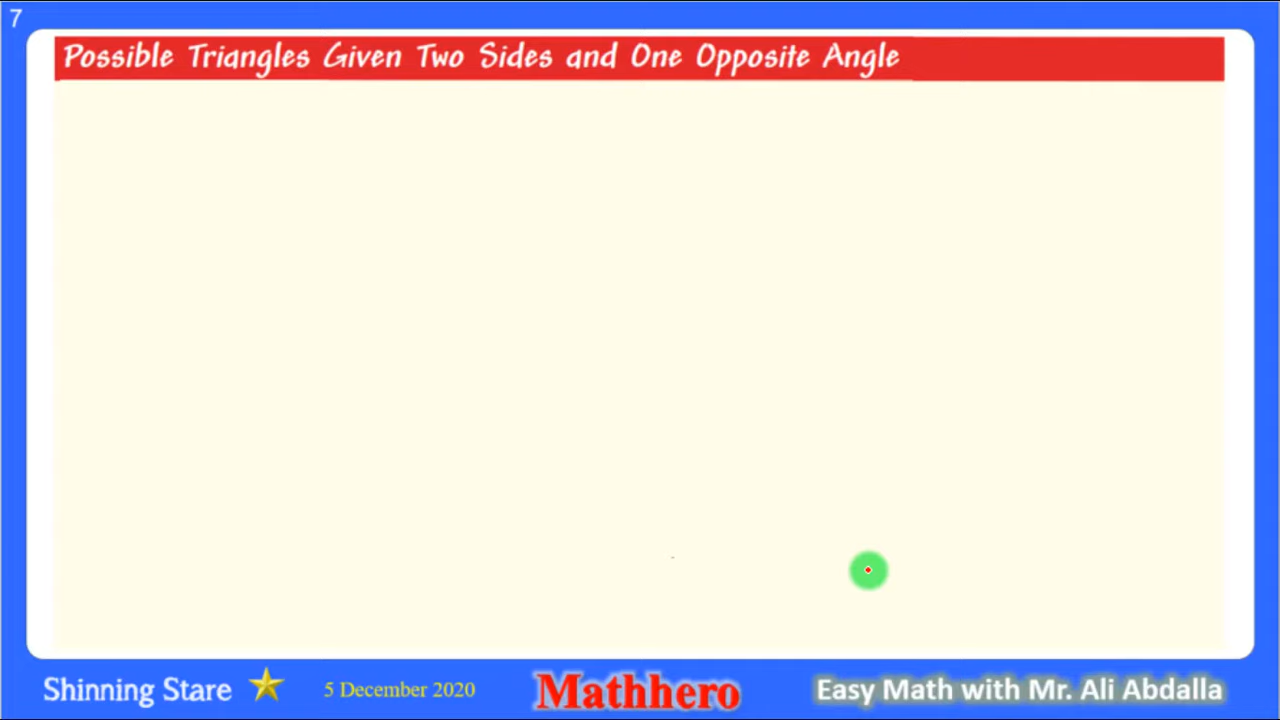 7
Possible Triangles Given Two Sides and One Opposite Angle
Shinning Stare
5 December 2020
Mathhero
Easy Math with Mr. Ali Abdalla